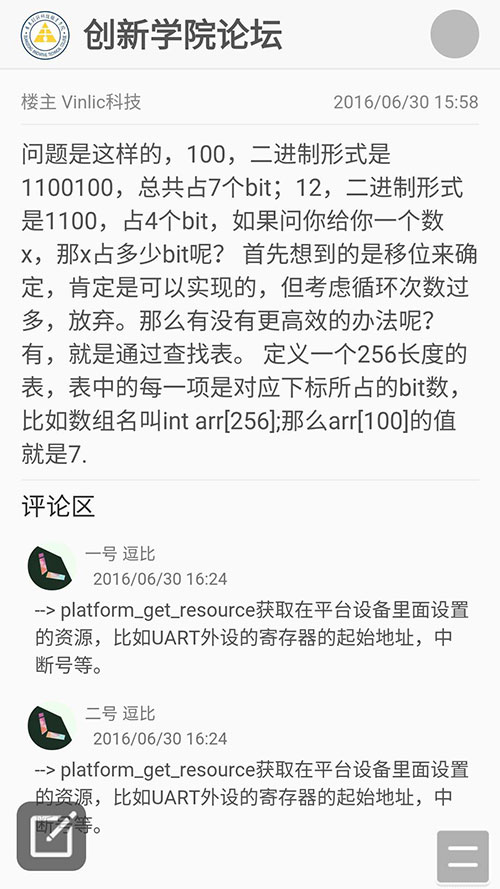 创新学院论坛
楼主 Vinlic科技 2016/06/30 15:58
问题是这样的，100，二进制形式是
1100100，总共占7个bit；12，二进制形式
是1100，占4个bit，如果问你给你一个数
x，那x占多少bit呢？ 首先想到的是移位来确
定，肯定是可以实现的，但考虑循环次数过
多，放弃。那么有没有更高效的办法呢？
有，就是通过查找表。 定义一个256长度的
表，表中的每一项是对应下标所占的bit数，
比如数组名叫int arr[256];那么arr[100]的值
就是7.
评论区
一号 逗比
2016/06/30 16:24
--> platform_get_resource获取在平台设备里面设置
的资源，比如UART外设的寄存器的起始地址，中
断号等。
二号 逗比
2016/06/30 16:24
--> platform_get_resource获取在平台设备里面设置
的资源，比如UART外设的寄存器的起始地址，中
断号等。